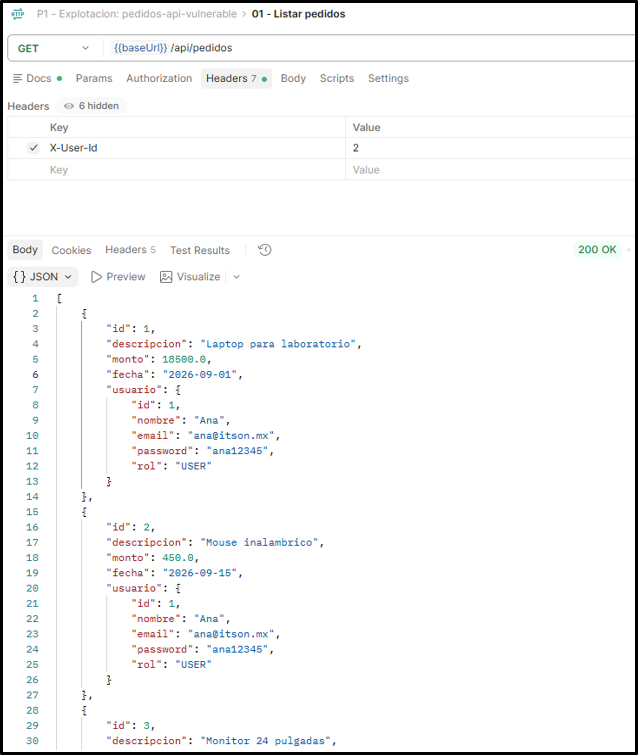 HTTP P1 - Explotacion: pedidos-api-vulnerable > 01 - Listar pedidos
GET {{baseUrl}} /api/pedidos
Docs Params Authorization Headers 7 Body Scripts Settings
Headers 6 hidden
Key Value
X-User-Id 2
Key Value
Body Cookies Headers 5 Test Results 200 OK
{} JSON Preview Visualize
1 [
2 {
3 "id": 1,
4 "descripcion": "Laptop para laboratorio",
5 "monto": 18500.0,
6 "fecha": "2026-09-01",
7 "usuario": {
8 "id": 1,
9 "nombre": "Ana",
10 "email": "ana@itson.mx",
11 "password": "ana12345",
12 "rol": "USER"
13 }
14 },
15 {
16 "id": 2,
17 "descripcion": "Mouse inalambrico",
18 "monto": 450.0,
19 "fecha": "2026-09-15",
20 "usuario": {
21 "id": 1,
22 "nombre": "Ana",
23 "email": "ana@itson.mx",
24 "password": "ana12345",
25 "rol": "USER"
26 }
27 },
28 {
29 "id": 3,
30 "descripcion": "Monitor 24 pulgadas",